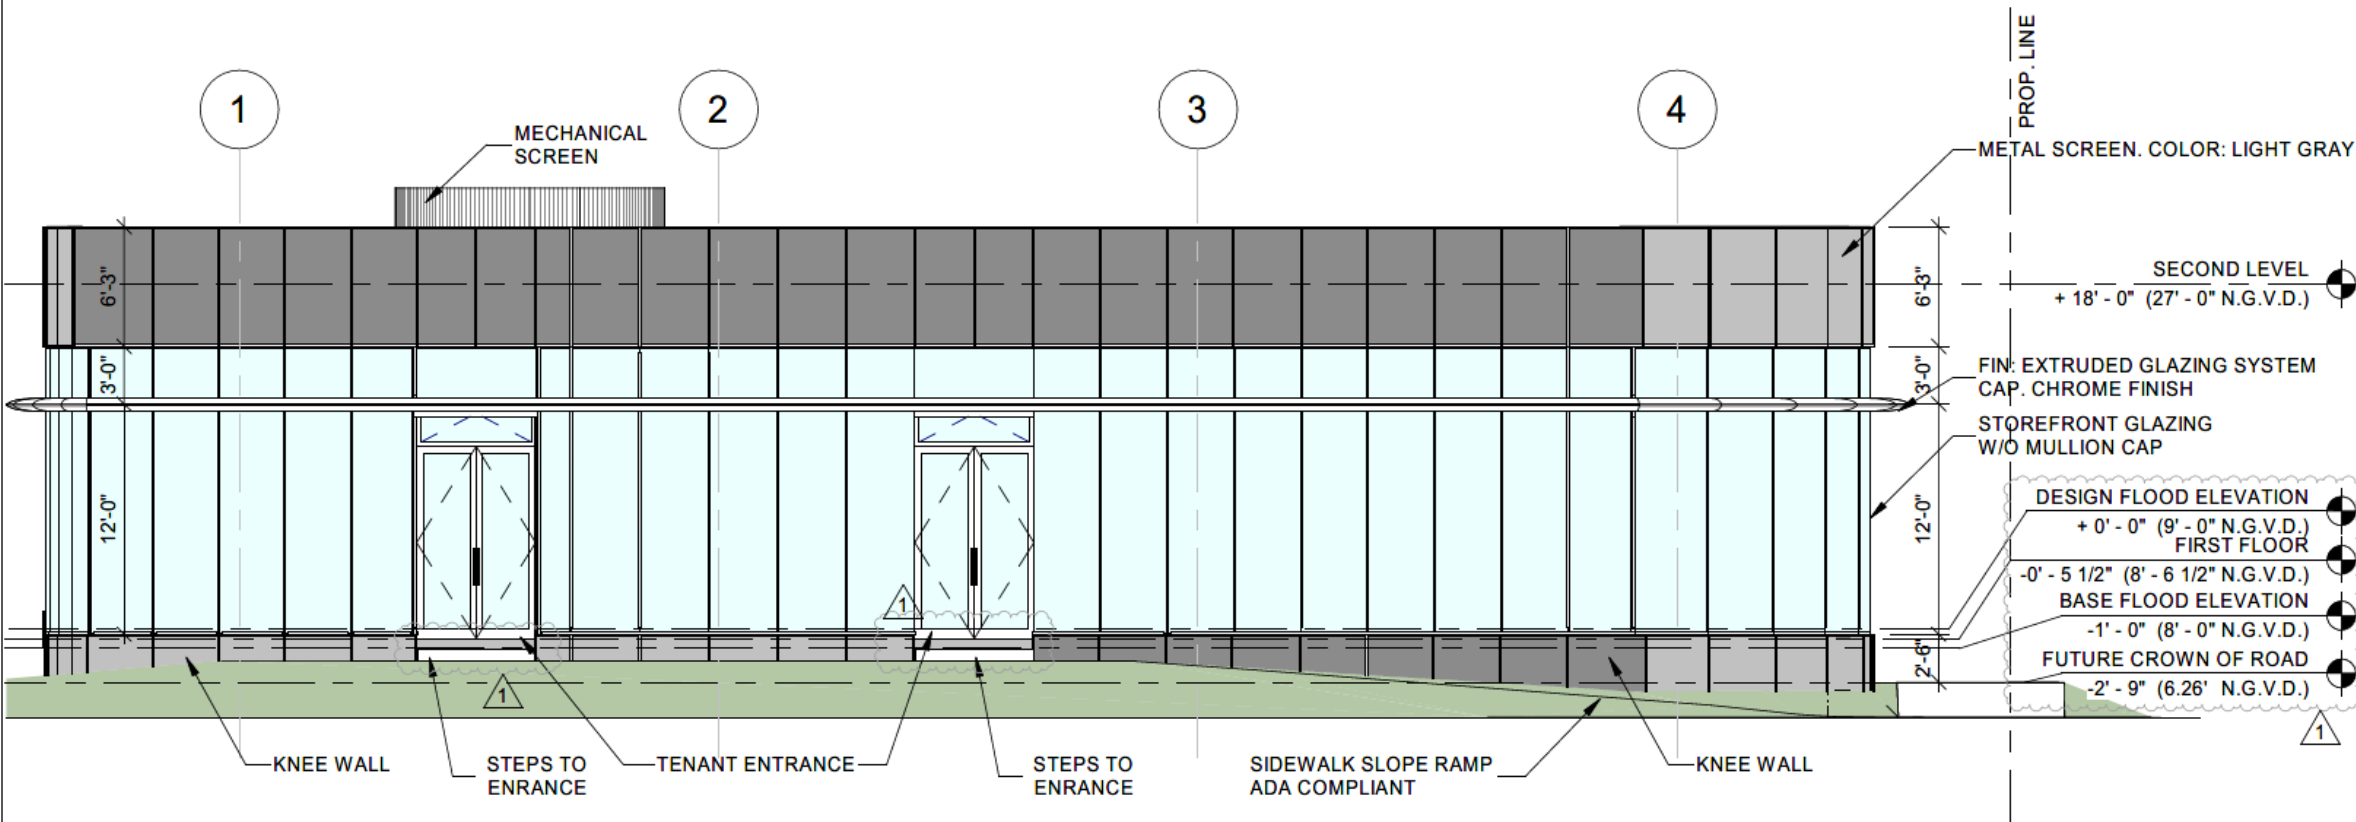 PROP. LINE
1
2
3
4
MECHANICAL
SCREEN
METAL SCREEN. COLOR: LIGHT GRAY
6'-3"
6'-3"
SECOND LEVEL
+ 18' - 0" (27' - 0" N.G.V.D.)
3'-0"
3'-0"
FIN: EXTRUDED GLAZING SYSTEM
CAP. CHROME FINISH
STOREFRONT GLAZING
W/O MULLION CAP
12'-0"
12'-0"
DESIGN FLOOD ELEVATION
+ 0' - 0" (9' - 0" N.G.V.D.)
FIRST FLOOR
-0' - 5 1/2" (8' - 6 1/2" N.G.V.D.)
BASE FLOOD ELEVATION
-1' - 0" (8' - 0" N.G.V.D.)
1
2'-6"
FUTURE CROWN OF ROAD
-2' - 9" (6.26' N.G.V.D.)
1
1
KNEE WALL
STEPS TO
ENRANCE
TENANT ENTRANCE
STEPS TO
ENRANCE
SIDEWALK SLOPE RAMP
ADA COMPLIANT
KNEE WALL